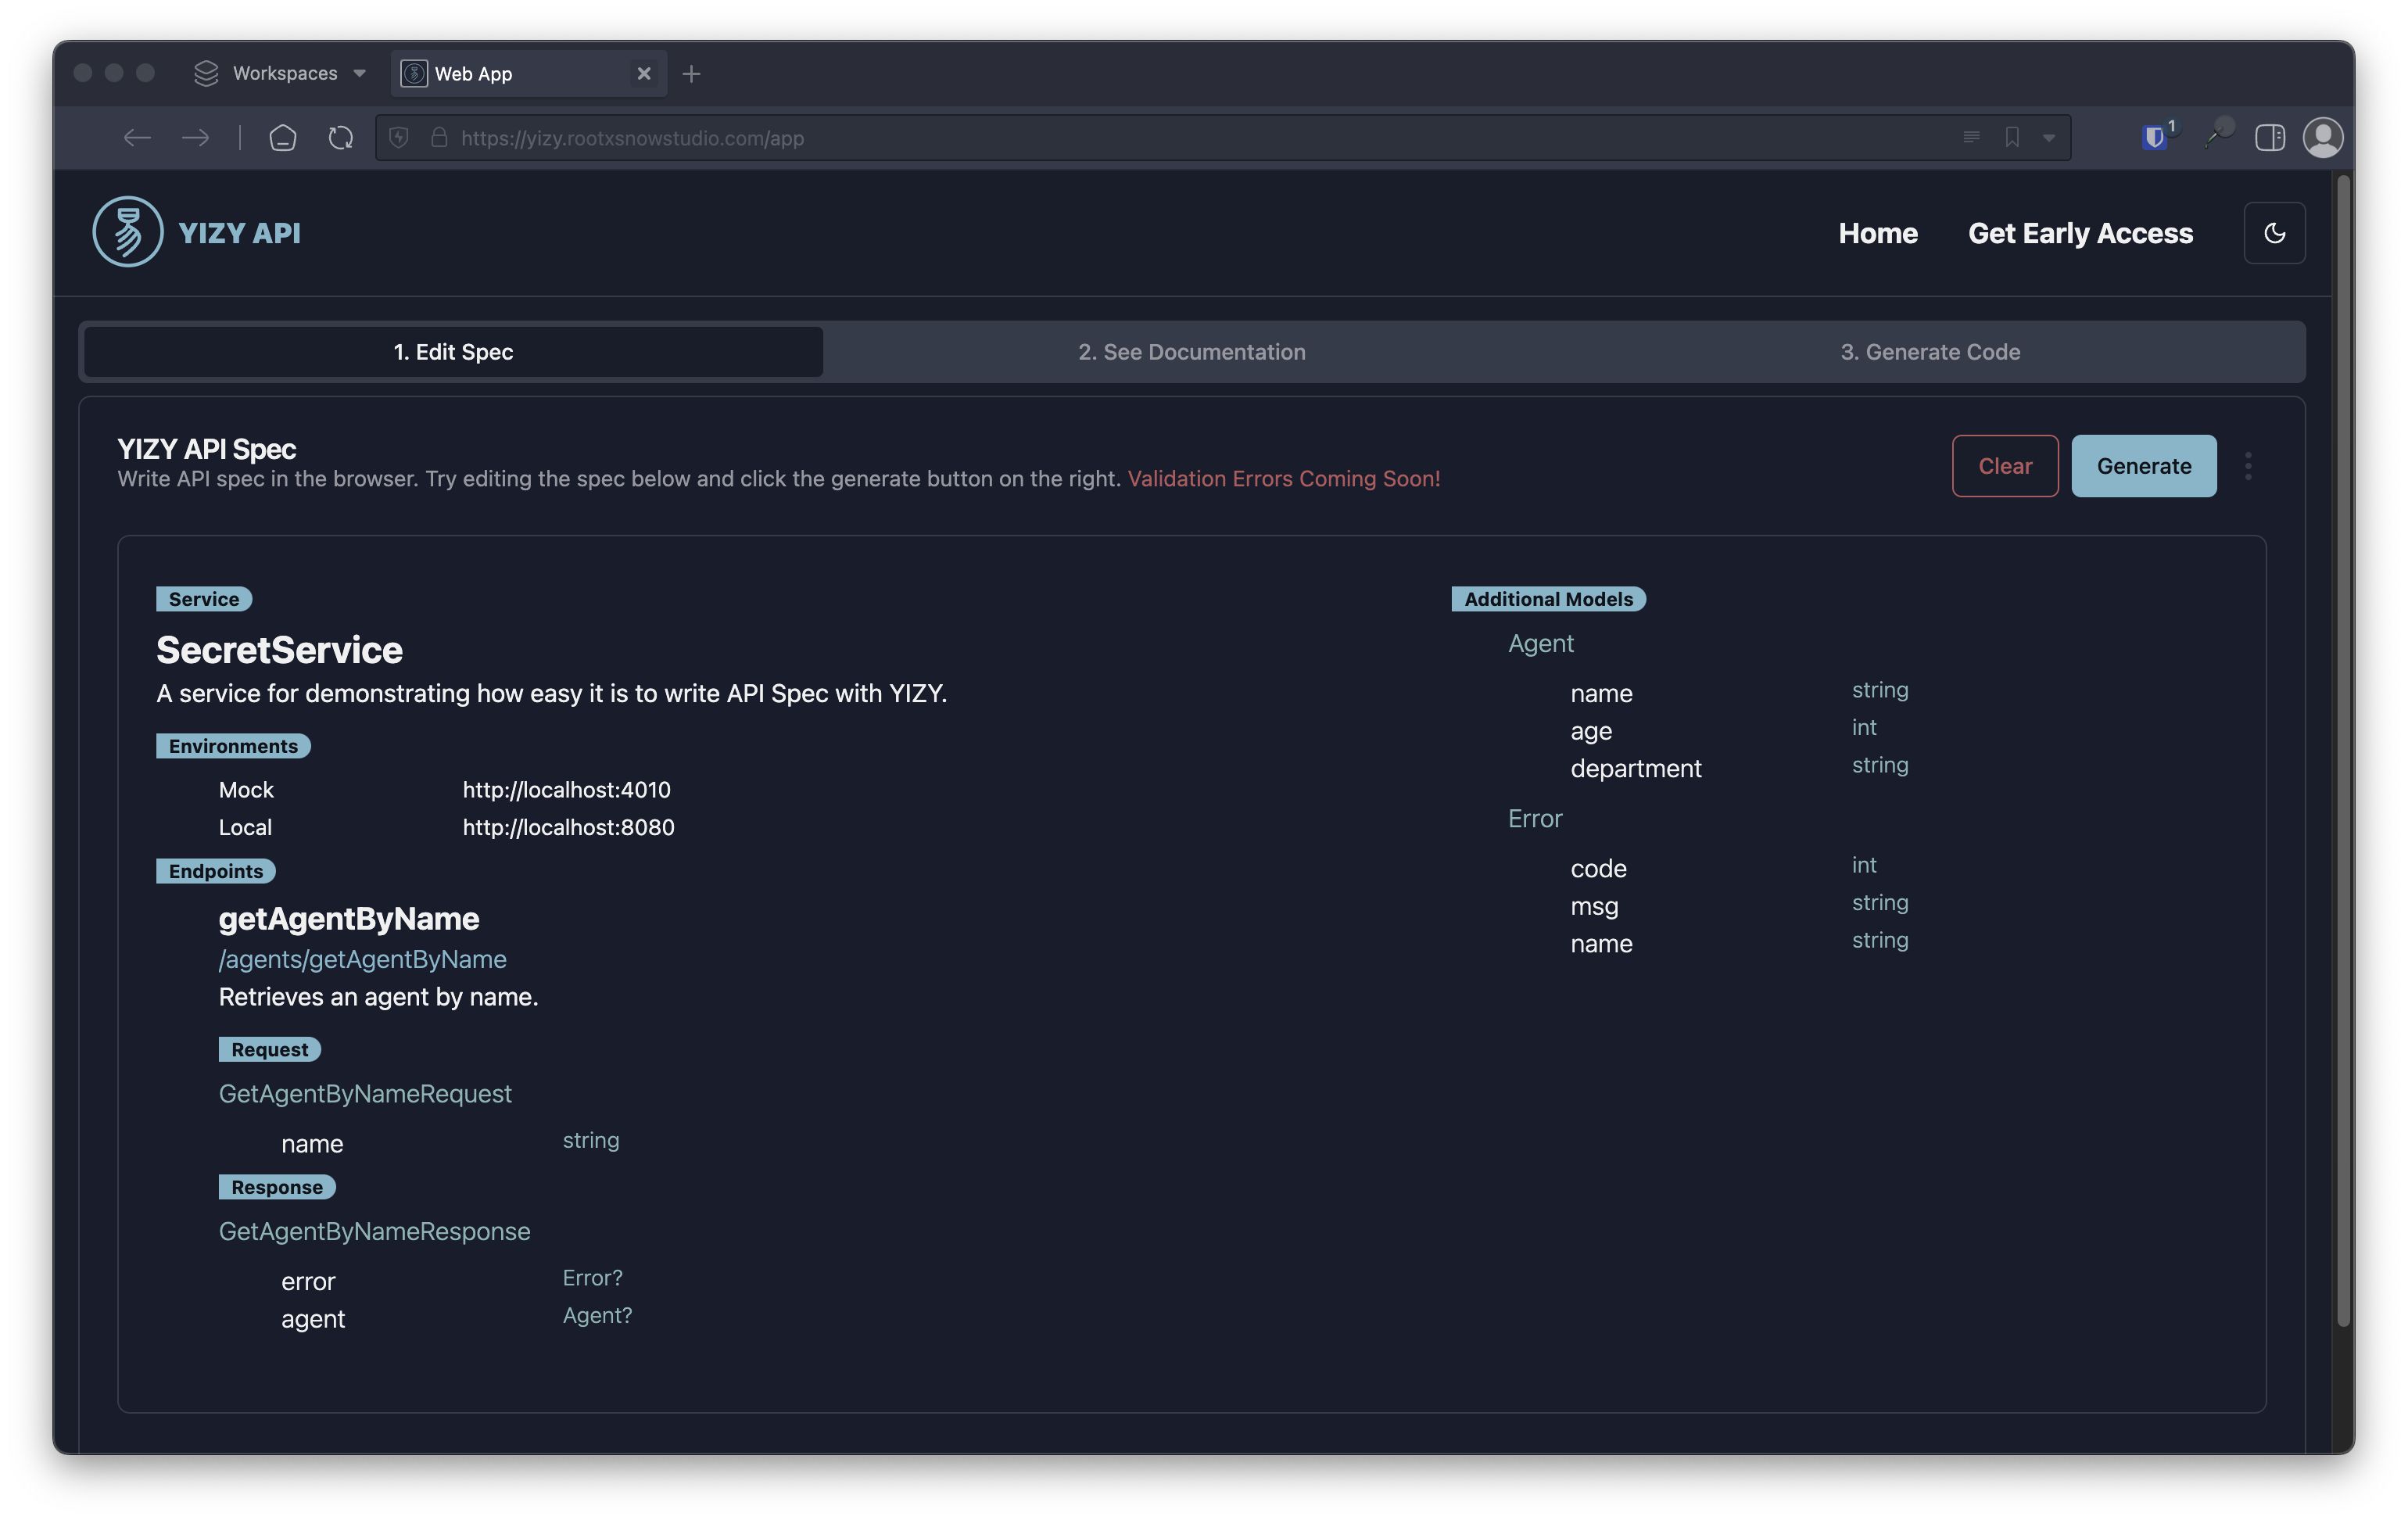 Workspaces
Web App
https://yizy.rootxsnowstudio.com/app
1
YIZY API
Home
Get Early Access
1. Edit Spec
2. See Documentation
3. Generate Code
YIZY API Spec
Write API spec in the browser. Try editing the spec below and click the generate button on the right. Validation Errors Coming Soon!
Clear
Generate
Service
SecretService
A service for demonstrating how easy it is to write API Spec with YIZY.
Environments
Mock http://localhost:4010
Local http://localhost:8080
Endpoints
getAgentByName
/agents/getAgentByName
Retrieves an agent by name.
Request
GetAgentByNameRequest
name string
Response
GetAgentByNameResponse
error Error?
agent Agent?
Additional Models
Agent
name string
age int
department string
Error
code int
msg string
name string